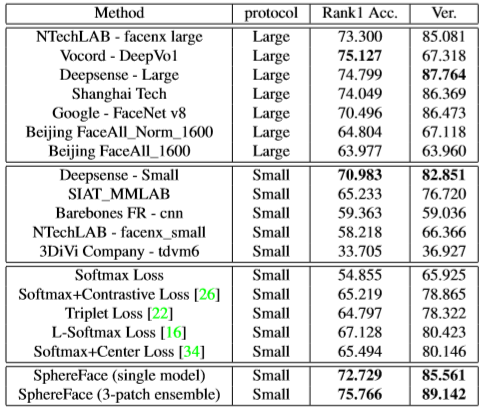 Method protocol Rank1 Acc. Ver.
NTechLAB - facenx large Large 73.300 85.081
Vocord - DeepVo1 Large 75.127 67.318
Deepsense - Large Large 74.799 87.764
Shanghai Tech Large 74.049 86.369
Google - FaceNet v8 Large 70.496 86.473
Beijing FaceAll_Norm_1600 Large 64.804 67.118
Beijing FaceAll_1600 Large 63.977 63.960
Deepsense - Small Small 70.983 82.851
SIAT_MMLAB Small 65.233 76.720
Barebones FR - cnn Small 59.363 59.036
NTechLAB - facenx_small Small 58.218 66.366
3DiVi Company - tdvm6 Small 33.705 36.927
Softmax Loss Small 54.855 65.925
Softmax+Contrastive Loss [26] Small 65.219 78.865
Triplet Loss [22] Small 64.797 78.322
L-Softmax Loss [16] Small 67.128 80.423
Softmax+Center Loss [34] Small 65.494 80.146
SphereFace (single model) Small 72.729 85.561
SphereFace (3-patch ensemble) Small 75.766 89.142